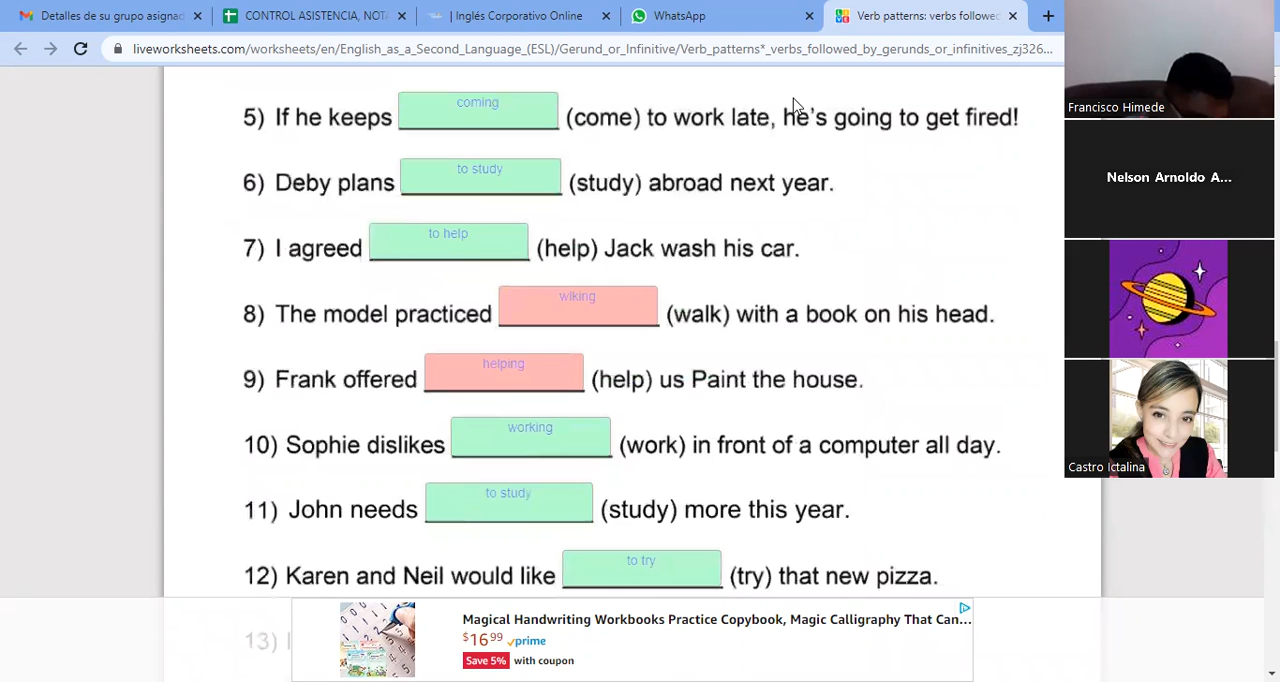 Detalles de su grupo asignad
CONTROL ASISTENCIA, NOTA
| Inglés Corporativo Online
WhatsApp
Verb patterns: verbs followed
liveworksheets.com/worksheets/en/English_as_a_Second_Language_(ESL)/Gerund_or_Infinitive/Verb_patterns*_verbs_followed_by_gerunds_or_infinitives_zj326...
5) If he keeps coming (come) to work late, he's going to get fired!
6) Deby plans to study (study) abroad next year.
7) I agreed to help (help) Jack wash his car.
8) The model practiced wlking (walk) with a book on his head.
9) Frank offered helping (help) us Paint the house.
10) Sophie dislikes working (work) in front of a computer all day.
11) John needs to study (study) more this year.
12) Karen and Neil would like to try (try) that new pizza.
13) I
Magical Handwriting Workbooks Practice Copybook, Magic Calligraphy That Can...
$16 99 prime
Save 5% with coupon
Francisco Himede
Nelson Arnoldo A...
Castro Ictalina